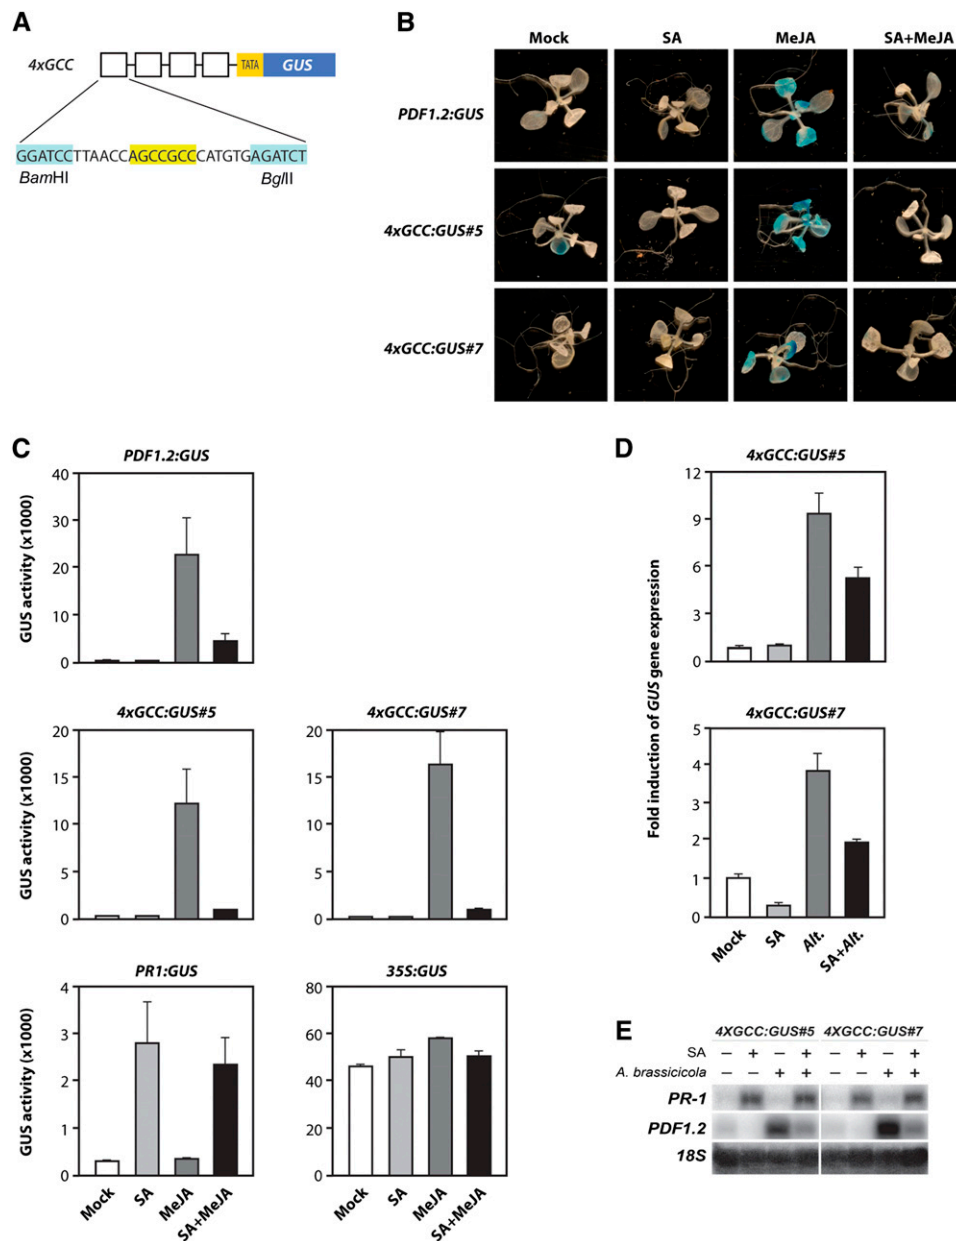 A
4xGCC
TATA
GUS
GGATCCTTAACCAGCCGCCCATGTGAGATCT
BamHI
BglII
B
Mock
SA
MeJA
SA+MeJA
PDF1.2:GUS
4xGCC:GUS#5
4xGCC:GUS#7
C
PDF1.2:GUS
GUS activity (x1000)
40
30
20
10
0
4xGCC:GUS#5
GUS activity (x1000)
20
15
10
5
0
4xGCC:GUS#7
20
15
10
5
0
PR1:GUS
GUS activity (x1000)
4
3
2
1
0
Mock
SA
MeJA
SA+MeJA
35S:GUS
80
60
40
20
0
Mock
SA
MeJA
SA+MeJA
D
Fold induction of GUS gene expression
4xGCC:GUS#5
12
9
6
3
0
4xGCC:GUS#7
5
4
3
2
1
0
Mock
SA
Alt.
SA+Alt.
E
4XGCC:GUS#5
4XGCC:GUS#7
SA – + – + – + – +
A. brassicicola – – + + – – + +
PR-1
PDF1.2
18S